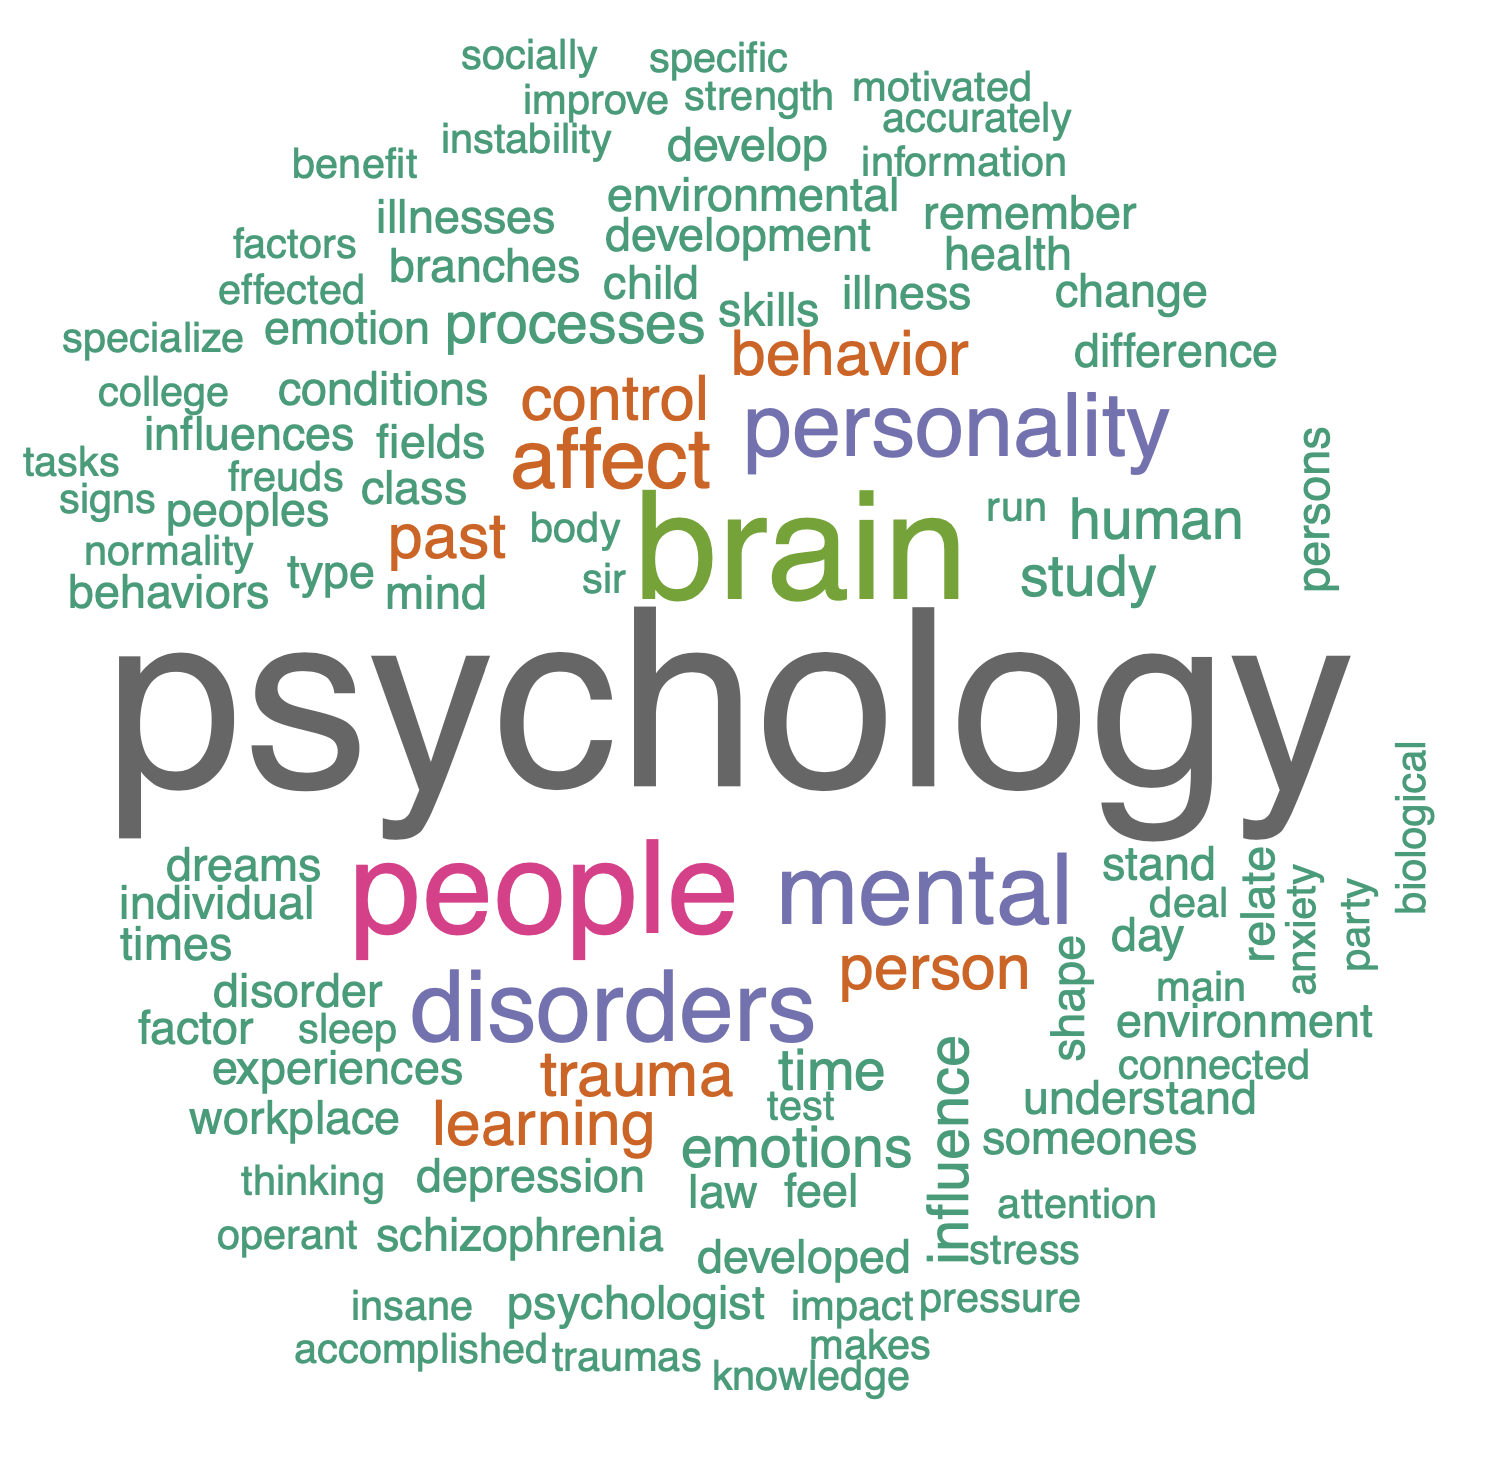 socially specific
improve strength motivated
accurately
instability develop information
benefit
environmental
illnesses remember
factors development health
branches
effected child illness change
skills
specialize emotion processes
behavior difference
college conditions control
influences fields affect personality
tasks freuds class
signs peoples
persons
past body brain run human
normality type sir study
behaviors mind
psychology
biological
dreams people mental stand
individual deal relate anxiety party
times day
person shape
disorder disorders main
factor sleep environment
experiences trauma time connected
test understand
workplace learning influence
emotions someones
thinking depression law feel
attention
operant schizophrenia
developed stress
insane psychologist impact pressure
accomplished traumas makes
knowledge